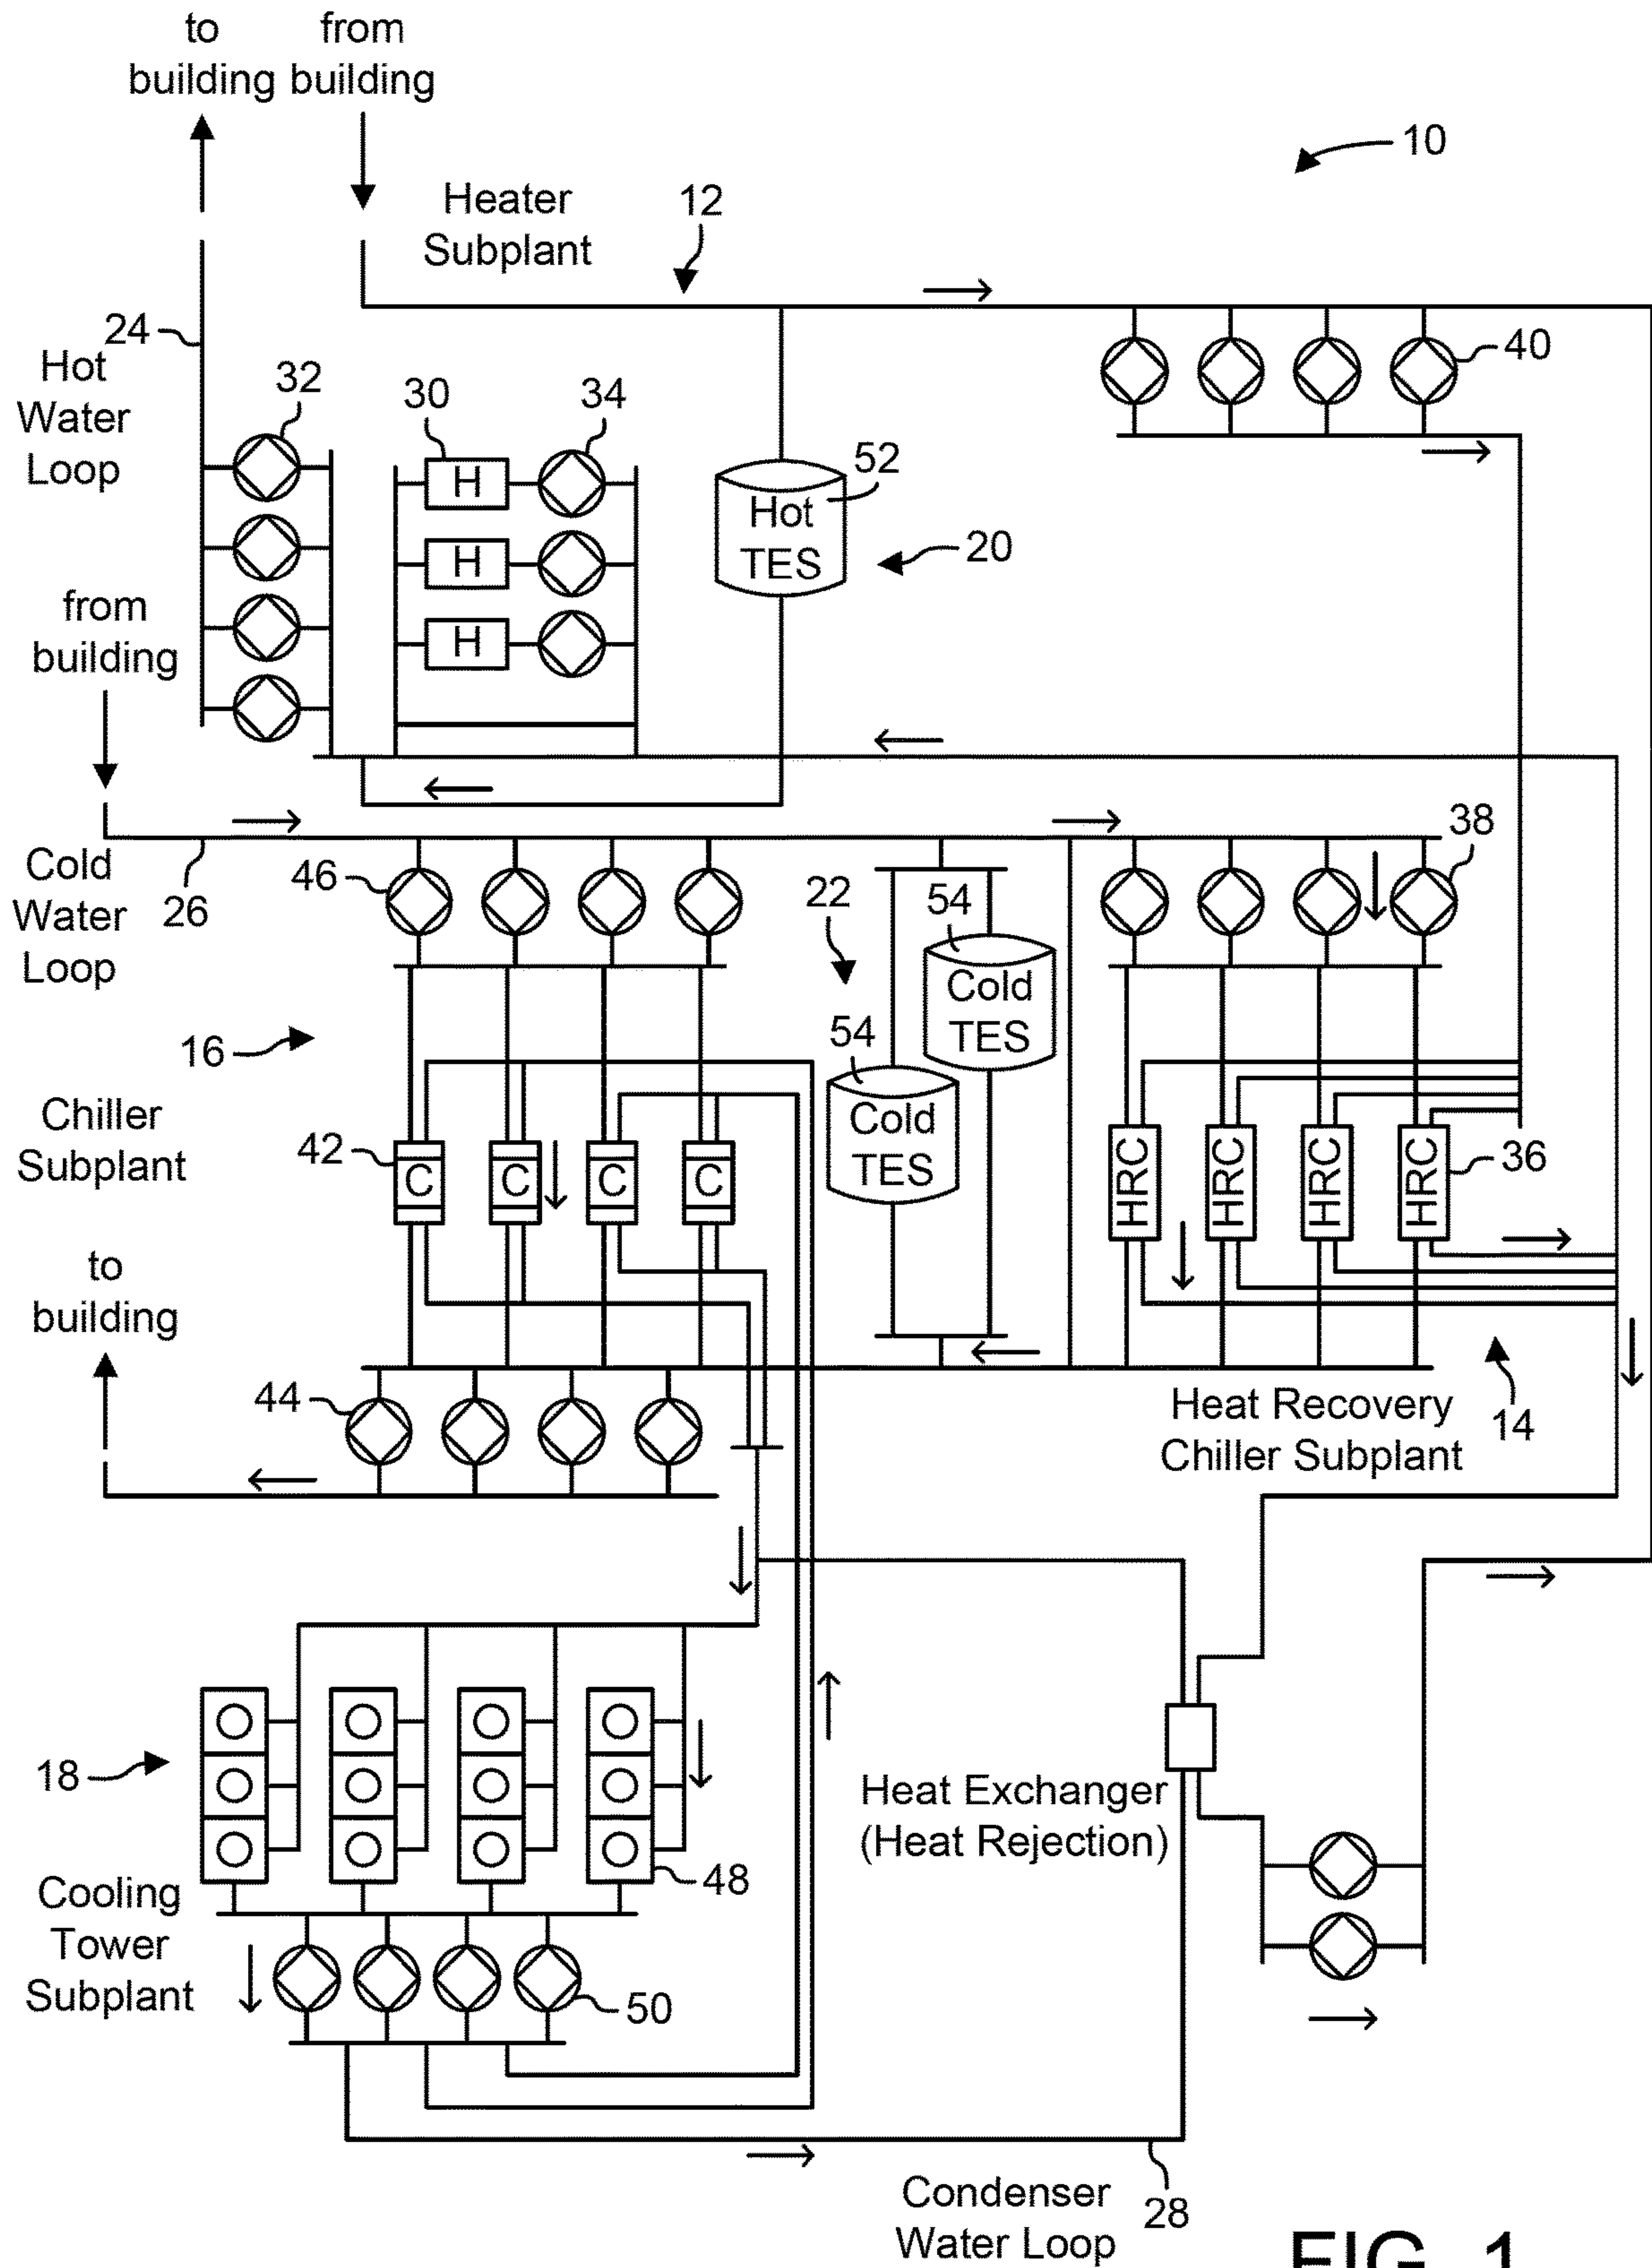 to
building
from
building
10
Heater
Subplant
12
24
Hot
Water
Loop
32
30
34
40
H
H
H
52
Hot
TES
20
from
building
38
Cold
Water
Loop
26
46
22
54
Cold
TES
54
Cold
TES
16
Chiller
Subplant
42
C
C
C
C
HRC
HRC
HRC
HRC
36
to
building
44
Heat Recovery
Chiller Subplant
14
18
Heat Exchanger
(Heat Rejection)
48
Cooling
Tower
Subplant
50
Condenser
Water Loop
28
FIG. 1